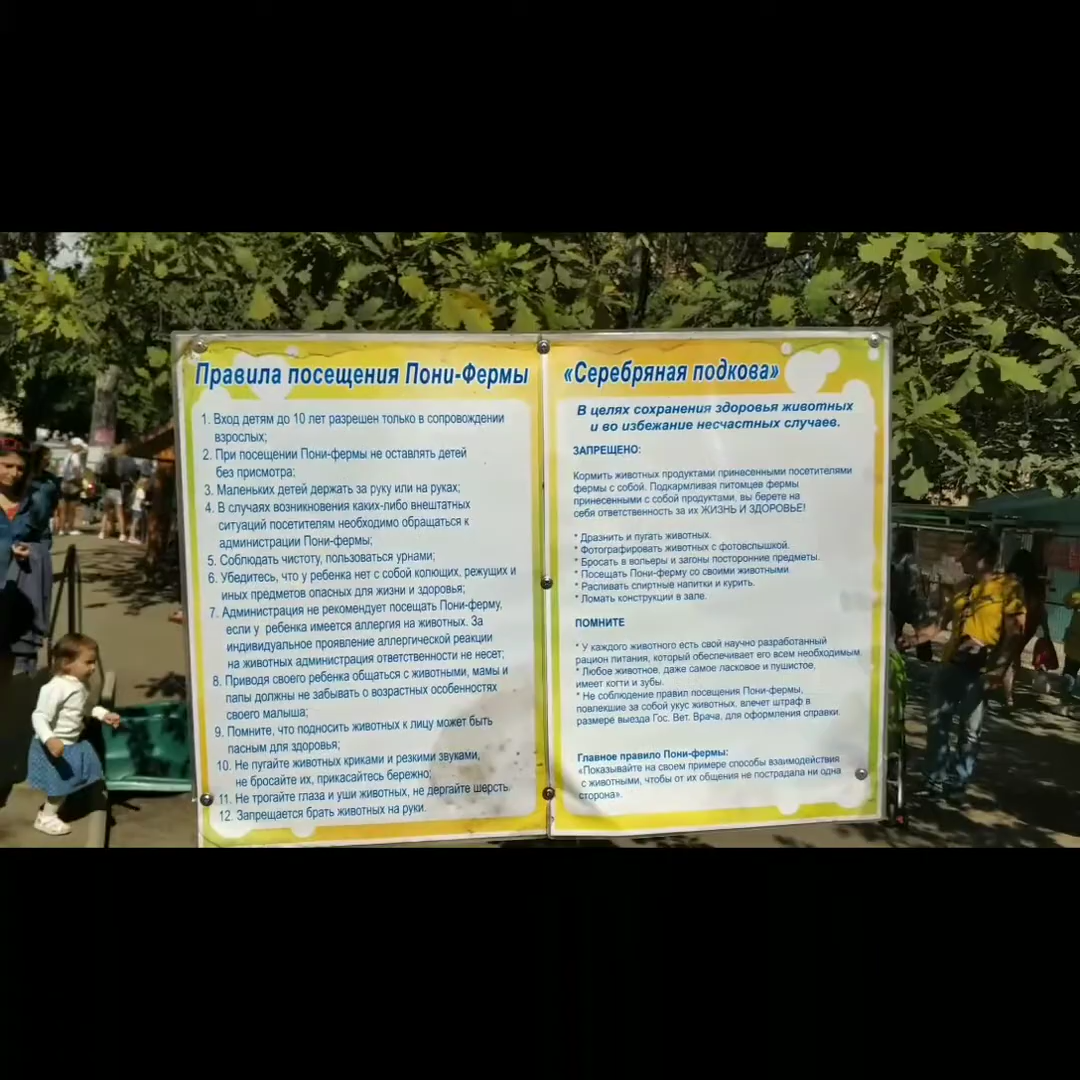 Правила посещения Пони-Фермы
1. Вход детям до 10 лет разрешен только в сопровождении
взрослых;
2. При посещении Пони-фермы не оставлять детей
без присмотра;
3. Маленьких детей держать за руку или на руках;
4. В случаях возникновения каких-либо внештатных
ситуаций посетителям необходимо обращаться к
администрации Пони-фермы;
5. Соблюдать чистоту, пользоваться урнами;
6. Убедитесь, что у ребенка нет с собой колющих, режущих и
иных предметов опасных для жизни и здоровья;
7. Администрация не рекомендует посещать Пони-ферму,
если у ребенка имеется аллергия на животных. За
индивидуальное проявление аллергической реакции
на животных администрация ответственности не несет;
8. Приводя своего ребенка общаться с животными, мамы и
папы должны не забывать о возрастных особенностях
своего малыша;
9. Помните, что подносить животных к лицу может быть
пасным для здоровья;
10. Не пугайте животных криками и резкими звуками,
не бросайте их, прикасайтесь бережно;
11. Не трогайте глаза и уши животных, не дергайте шерсть
12. Запрещается брать животных на руки.
«Серебряная подкова»
В целях сохранения здоровья животных
и во избежание несчастных случаев.
ЗАПРЕЩЕНО:
Кормить животных продуктами принесенными посетителями
фермы с собой. Подкармливая питомцев фермы
принесенными с собой продуктами, вы берете на
себя ответственность за их ЖИЗНЬ И ЗДОРОВЬЕ!
* Дразнить и пугать животных.
* Фотографировать животных с фотовспышкой.
* Бросать в вольеры и загоны посторонние предметы.
* Посещать Пони-ферму со своими животными.
* Распивать спиртные напитки и курить.
* Ломать конструкции в зале.
ПОМНИТЕ
* У каждого животного есть свой научно разработанный
рацион питания, который обеспечивает его всем необходимым.
* Любое животное, даже самое ласковое и пушистое,
имеет когти и зубы.
* Не соблюдение правил посещения Пони-фермы,
повлекшие за собой укус животных, влечет штраф в
размере выезда Гос. Вет. Врача, для оформления справки.
Главное правило Пони-фермы:
«Показывайте на своем примере способы взаимодействия
с животными, чтобы от их общения не пострадала ни одна
сторона».